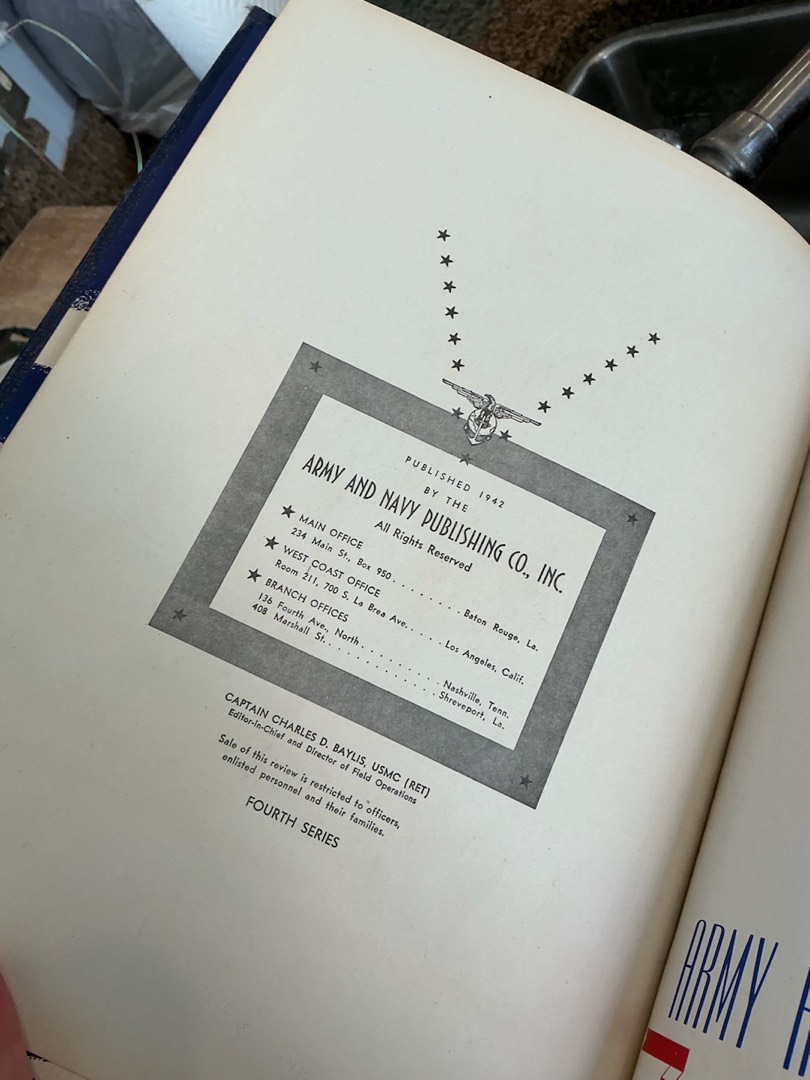 PUBLISHED 1942
BY THE
ARMY AND NAVY PUBLISHING CO., INC.
All Rights Reserved
MAIN OFFICE
234 Main St., Box 950 . . . . . . . . . Baton Rouge, La.
WEST COAST OFFICE
Room 211, 700 S. La Brea Ave. . . . . . Los Angeles, Calif.
BRANCH OFFICES
136 Fourth Ave., North . . . . . . . . . . Nashville, Tenn.
408 Marshall St. . . . . . . . . . . . . . Shreveport, La.
CAPTAIN CHARLES D. BAYLIS, USMC (RET)
Editor-in-Chief and Director of Field Operations
Sale of this review is restricted to officers,
enlisted personnel and their families.
FOURTH SERIES
ARMY